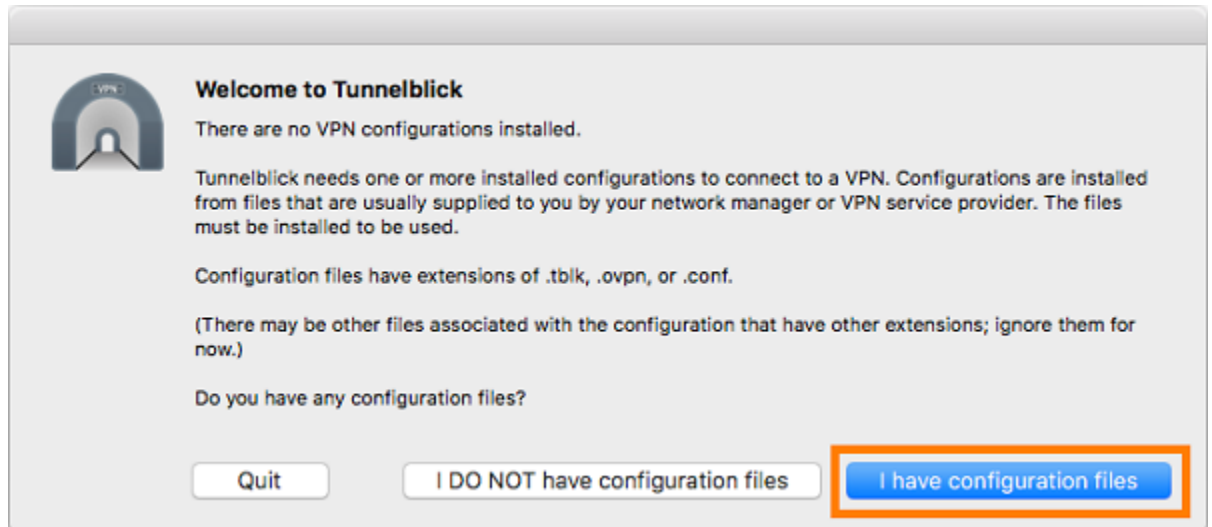 VPN
Welcome to Tunnelblick
There are no VPN configurations installed.
Tunnelblick needs one or more installed configurations to connect to a VPN. Configurations are installed
from files that are usually supplied to you by your network manager or VPN service provider. The files
must be installed to be used.
Configuration files have extensions of .tblk, .ovpn, or .conf.
(There may be other files associated with the configuration that have other extensions; ignore them for
now.)
Do you have any configuration files?
Quit
I DO NOT have configuration files
I have configuration files